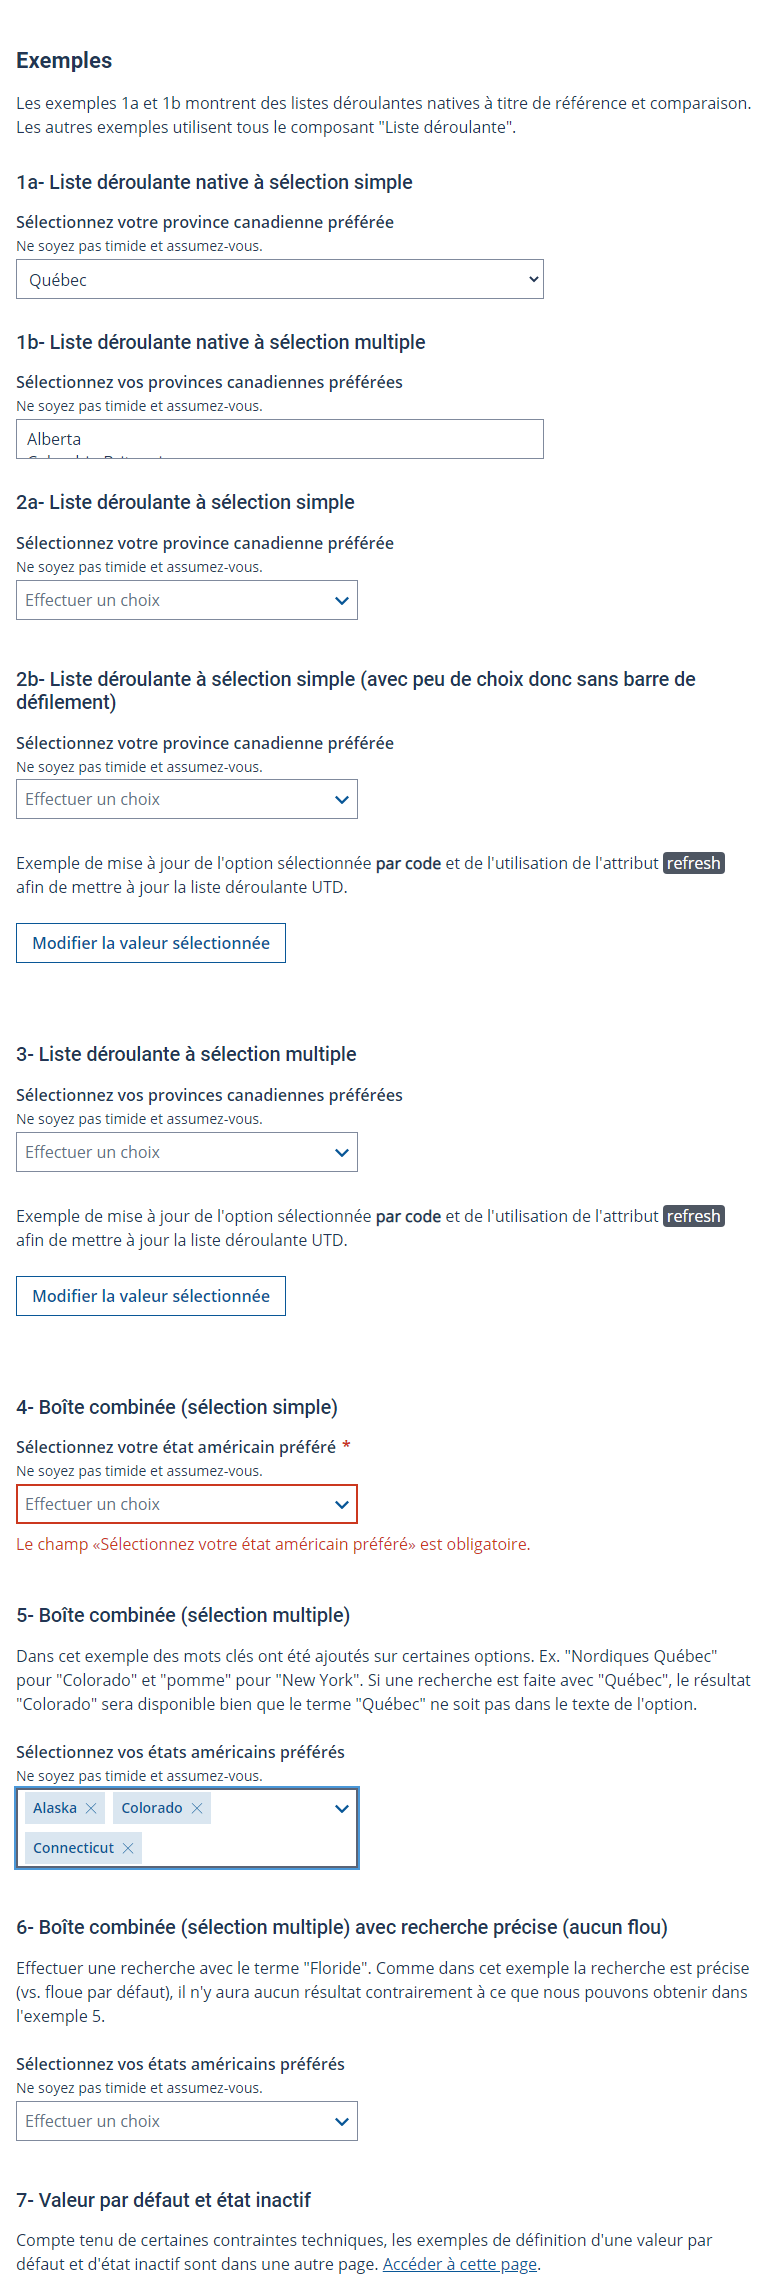 Exemples
Les exemples 1a et 1b montrent des listes déroulantes natives à titre de référence et comparaison.
Les autres exemples utilisent tous le composant "Liste déroulante".
1a- Liste déroulante native à sélection simple
Sélectionnez votre province canadienne préférée
Ne soyez pas timide et assumez-vous.
Québec
1b- Liste déroulante native à sélection multiple
Sélectionnez vos provinces canadiennes préférées
Ne soyez pas timide et assumez-vous.
Alberta
2a- Liste déroulante à sélection simple
Sélectionnez votre province canadienne préférée
Ne soyez pas timide et assumez-vous.
Effectuer un choix
2b- Liste déroulante à sélection simple (avec peu de choix donc sans barre de
défilement)
Sélectionnez votre province canadienne préférée
Ne soyez pas timide et assumez-vous.
Effectuer un choix
Exemple de mise à jour de l'option sélectionnée par code et de l'utilisation de l'attribut refresh
afin de mettre à jour la liste déroulante UTD.
Modifier la valeur sélectionnée
3- Liste déroulante à sélection multiple
Sélectionnez vos provinces canadiennes préférées
Ne soyez pas timide et assumez-vous.
Effectuer un choix
Exemple de mise à jour de l'option sélectionnée par code et de l'utilisation de l'attribut refresh
afin de mettre à jour la liste déroulante UTD.
Modifier la valeur sélectionnée
4- Boîte combinée (sélection simple)
Sélectionnez votre état américain préféré *
Ne soyez pas timide et assumez-vous.
Effectuer un choix
Le champ «Sélectionnez votre état américain préféré» est obligatoire.
5- Boîte combinée (sélection multiple)
Dans cet exemple des mots clés ont été ajoutés sur certaines options. Ex. "Nordiques Québec"
pour "Colorado" et "pomme" pour "New York". Si une recherche est faite avec "Québec", le résultat
"Colorado" sera disponible bien que le terme "Québec" ne soit pas dans le texte de l'option.
Sélectionnez vos états américains préférés
Ne soyez pas timide et assumez-vous.
Alaska Colorado
Connecticut
6- Boîte combinée (sélection multiple) avec recherche précise (aucun flou)
Effectuer une recherche avec le terme "Floride". Comme dans cet exemple la recherche est précise
(vs. floue par défaut), il n'y aura aucun résultat contrairement à ce que nous pouvons obtenir dans
l'exemple 5.
Sélectionnez vos états américains préférés
Ne soyez pas timide et assumez-vous.
Effectuer un choix
7- Valeur par défaut et état inactif
Compte tenu de certaines contraintes techniques, les exemples de définition d'une valeur par
défaut et d'état inactif sont dans une autre page. Accéder à cette page.